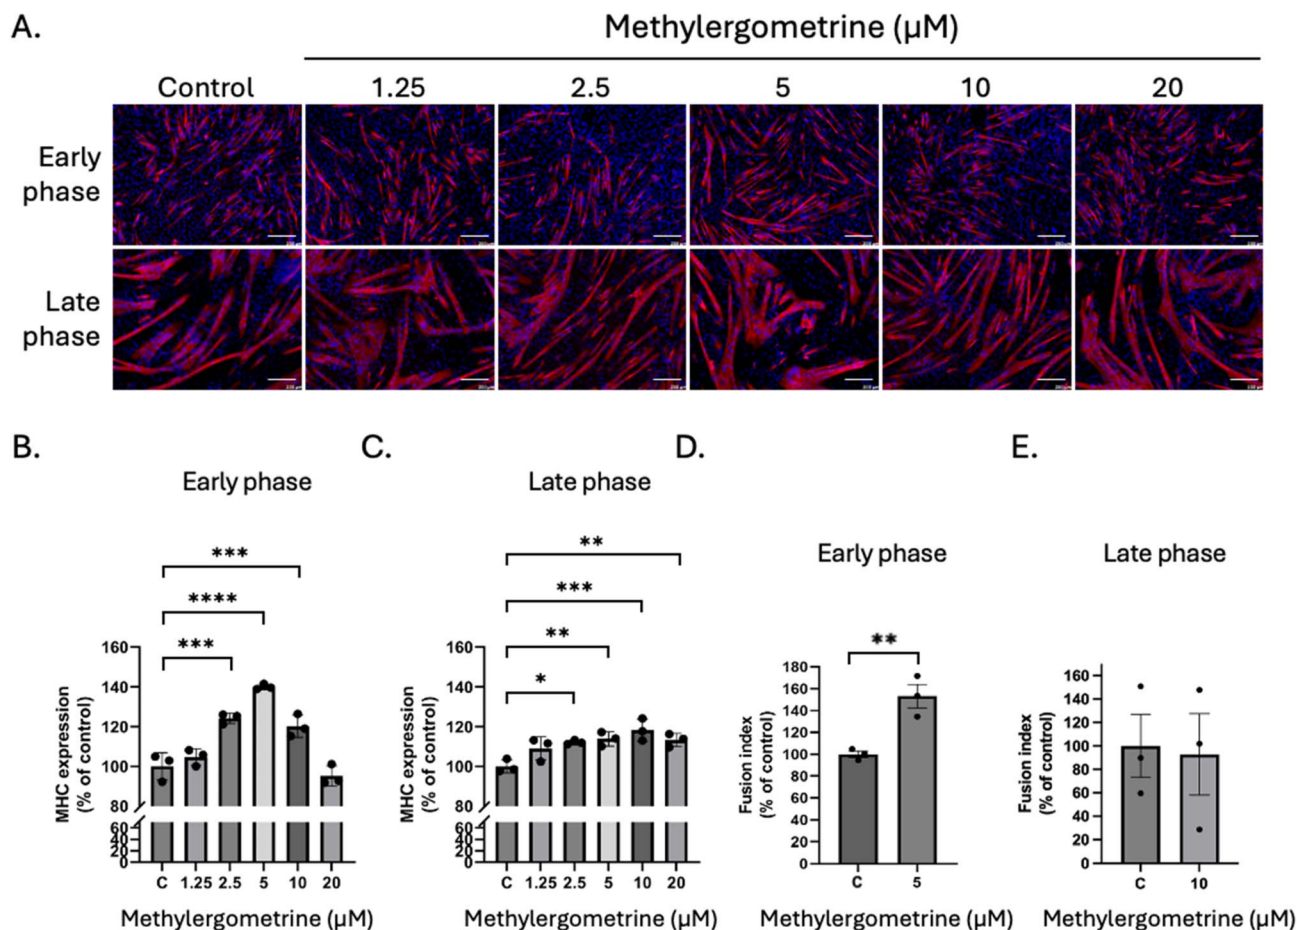 A.
Methylergometrine (µM)
Control 1.25 2.5 5 10 20
Early
phase
Late
phase
B. C. D. E.
Early phase
Late phase
Early phase
Late phase
MHC expression
(% of control)
160
140
120
100
80
60
40
20
0
***
****
***
C 1.25 2.5 5 10 20
Methylergometrine (µM)
MHC expression
(% of control)
160
140
120
100
80
60
40
20
0
**
***
**
*
C 1.25 2.5 5 10 20
Methylergometrine (µM)
Fusion index
(% of control)
180
160
140
120
100
80
60
40
20
0
**
C 5
Methylergometrine (µM)
Fusion index
(% of control)
160
140
120
100
80
60
40
20
0
C 10
Methylergometrine (µM)